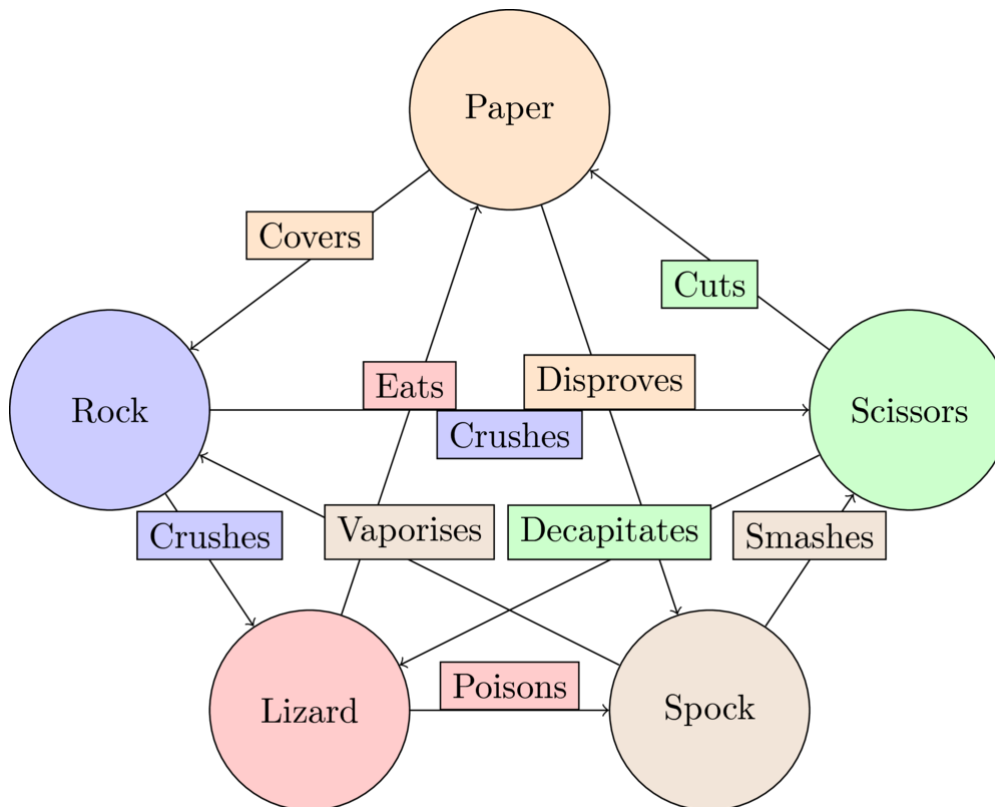 Paper
Covers
Cuts
Eats
Disproves
Rock
Crushes
Scissors
Crushes
Vaporises
Decapitates
Smashes
Poisons
Lizard
Spock